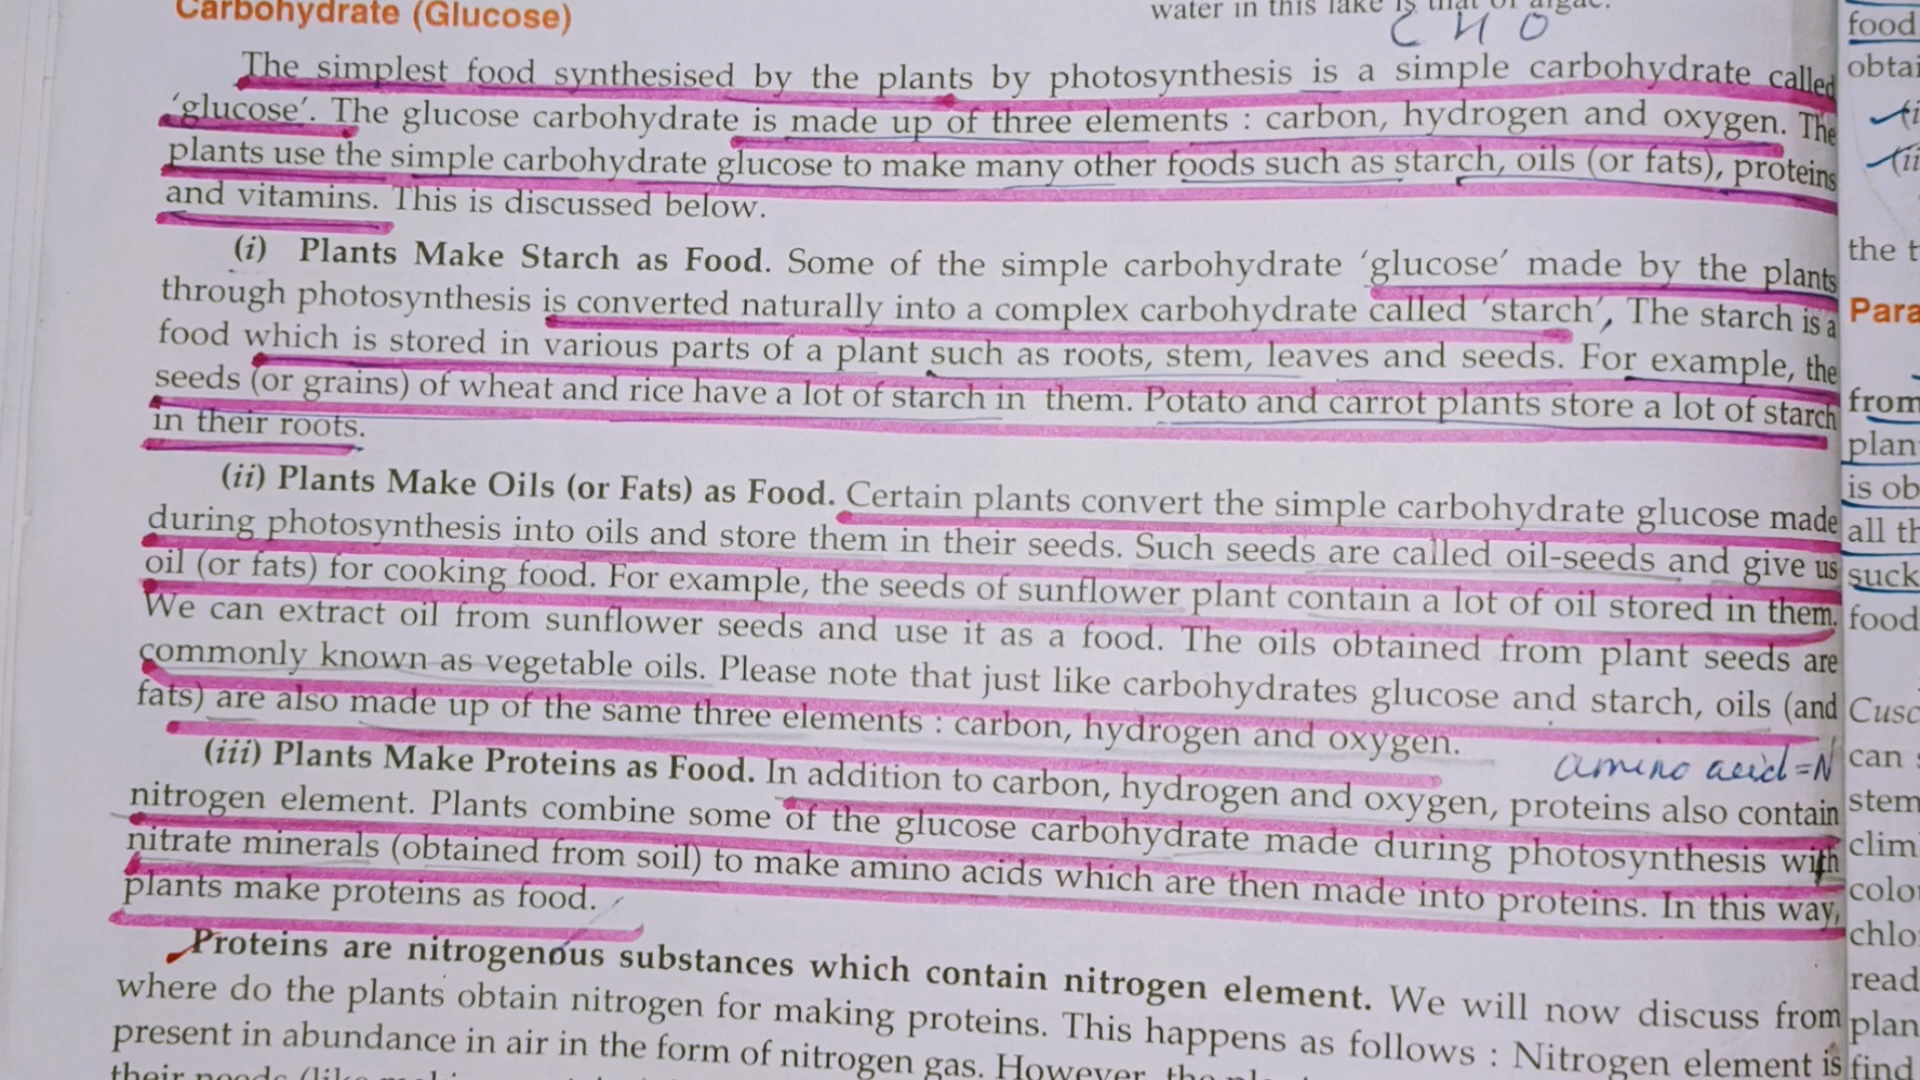 Carbohydrate (Glucose)
water in this lake is that of algae.
C H O
The simplest food synthesised by the plants by photosynthesis is a simple carbohydrate called
‘glucose’. The glucose carbohydrate is made up of three elements : carbon, hydrogen and oxygen. The
plants use the simple carbohydrate glucose to make many other foods such as starch, oils (or fats), proteins
and vitamins. This is discussed below.
(i) Plants Make Starch as Food. Some of the simple carbohydrate ‘glucose’ made by the plants
through photosynthesis is converted naturally into a complex carbohydrate called ‘starch’, The starch is a
food which is stored in various parts of a plant such as roots, stem, leaves and seeds. For example, the
seeds (or grains) of wheat and rice have a lot of starch in them. Potato and carrot plants store a lot of starch
in their roots.
(ii) Plants Make Oils (or Fats) as Food. Certain plants convert the simple carbohydrate glucose made
during photosynthesis into oils and store them in their seeds. Such seeds are called oil-seeds and give us
oil (or fats) for cooking food. For example, the seeds of sunflower plant contain a lot of oil stored in them.
We can extract oil from sunflower seeds and use it as a food. The oils obtained from plant seeds are
commonly known as vegetable oils. Please note that just like carbohydrates glucose and starch, oils (and
fats) are also made up of the same three elements : carbon, hydrogen and oxygen.
amino acid =N
(iii) Plants Make Proteins as Food. In addition to carbon, hydrogen and oxygen, proteins also contain
nitrogen element. Plants combine some of the glucose carbohydrate made during photosynthesis with
nitrate minerals (obtained from soil) to make amino acids which are then made into proteins. In this way,
plants make proteins as food.
Proteins are nitrogenous substances which contain nitrogen element. We will now discuss from
where do the plants obtain nitrogen for making proteins. This happens as follows : Nitrogen element is
present in abundance in air in the form of nitrogen gas. However, the
their needs (like
food
obtai
(i
(ii
the t
Para
from
plan
is ob
all th
suck
food
Cusc
can
stem
clim
colo
chlo
read
plan
find